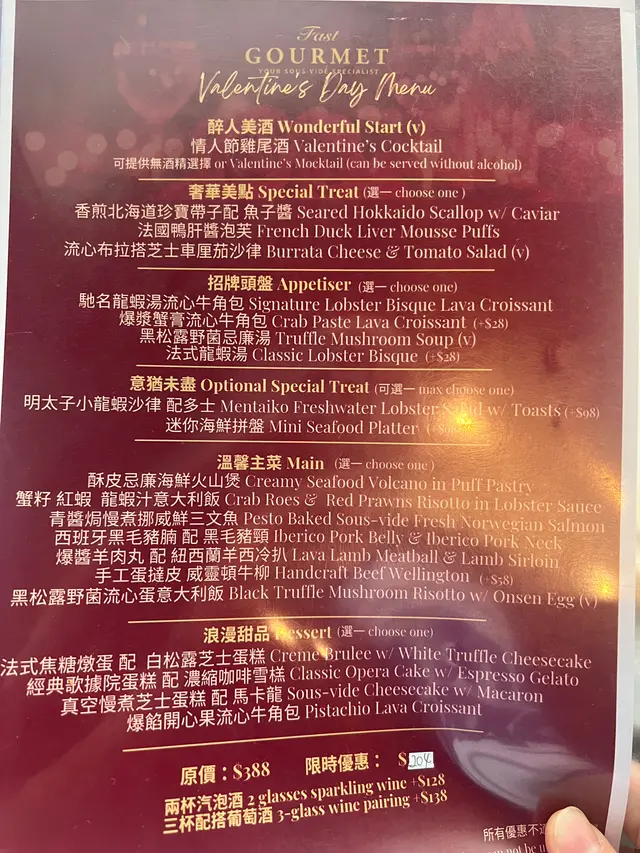 Fast
GOURMET
YOUR SOUS-VIDE SPECIALIST
Valentine's Day Menu
醉人美酒 Wonderful Start (v)
情人節雞尾酒 Valentine's Cocktail
可提供無酒精選擇 or Valentine's Mocktail (can be served without alcohol)
奢華美點 Special Treat (選一 choose one )
香煎北海道珍寶帶子配 魚子醬 Seared Hokkaido Scallop w/ Caviar
法國鴨肝醬泡芙 French Duck Liver Mousse Puffs
流心布拉塔芝士車厘茄沙律 Burrata Cheese & Tomato Salad (v)
招牌頭盤 Appetiser (選一 choose one)
馳名龍蝦湯流心牛角包 Signature Lobster Bisque Lava Croissant
爆漿蟹膏流心牛角包 Crab Paste Lava Croissant (+$28)
黑松露野菌忌廉湯 Truffle Mushroom Soup (v)
法式龍蝦湯 Classic Lobster Bisque (+$28)
意猶未盡 Optional Special Treat (可選一 max choose one)
明太子小龍蝦沙律 配多士 Mentaiko Freshwater Lobster Salad w/ Toasts (+$98)
迷你海鮮拼盤 Mini Seafood Platter
溫馨主菜 Main (選一 choose one )
酥皮忌廉海鮮火山煲 Creamy Seafood Volcano in Puff Pastry
蟹籽 紅蝦 龍蝦汁意大利飯 Crab Roes & Red Prawns Risotto in Lobster Sauce
青醬焗慢煮挪威鮮三文魚 Pesto Baked Sous-vide Fresh Norwegian Salmon
西班牙黑毛豬腩 配 黑毛豬頸 Iberico Pork Belly & Iberico Pork Neck
爆醬羊肉丸 配 紐西蘭羊西冷扒 Lava Lamb Meatball & Lamb Sirloin
手工蛋撻皮 威靈頓牛柳 Handcraft Beef Wellington (+$58)
黑松露野菌流心蛋意大利飯 Black Truffle Mushroom Risotto w/ Onsen Egg (v)
浪漫甜品 Dessert (選一 choose one)
法式焦糖燉蛋 配 白松露芝士蛋糕 Creme Brulee w/ White Truffle Cheesecake
經典歌據院蛋糕 配 濃縮咖啡雪糕 Classic Opera Cake w/ Espresso Gelato
真空慢煮芝士蛋糕 配 馬卡龍 Sous-vide Cheesecake w/ Macaron
爆餡開心果流心牛角包 Pistachio Lava Croissant
原價：$388 限時優惠： $204
兩杯汽泡酒 2 glasses sparkling wine +$128
三杯配搭葡萄酒 3-glass wine pairing +$138
所有優惠不